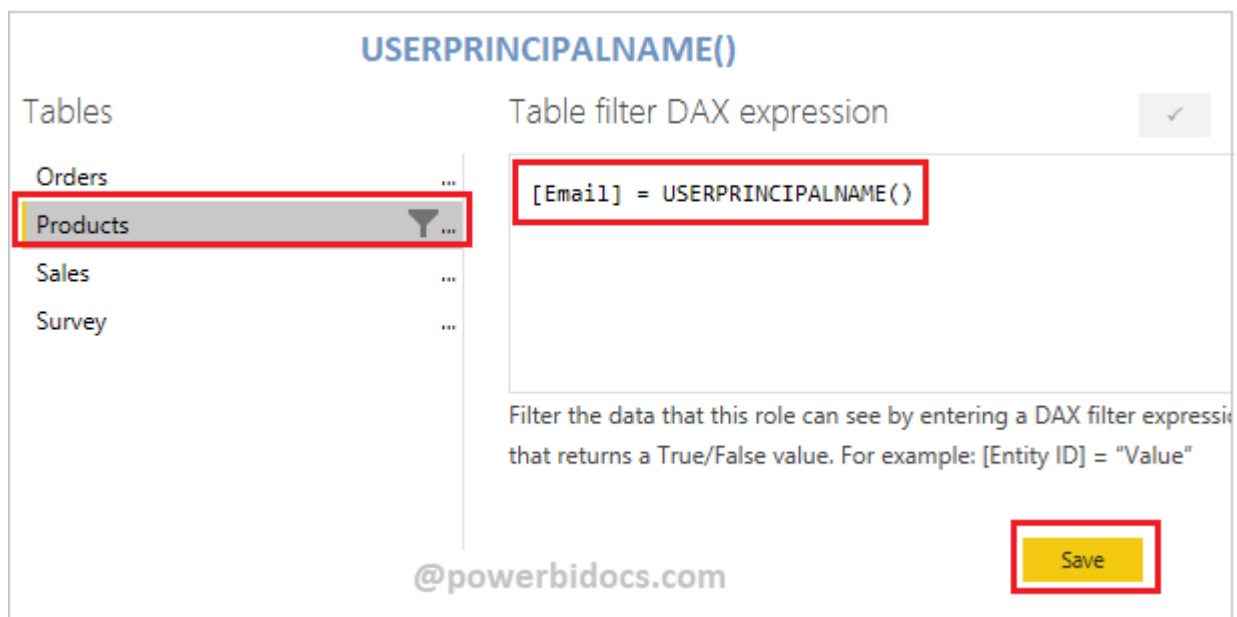 USERPRINCIPALNAME()
Tables
Table filter DAX expression
Orders
...
Products
...
Sales
...
Survey
...
[Email] = USERPRINCIPALNAME()
Filter the data that this role can see by entering a DAX filter expressi
that returns a True/False value. For example: [Entity ID] = “Value”
Save
@powerbidocs.com